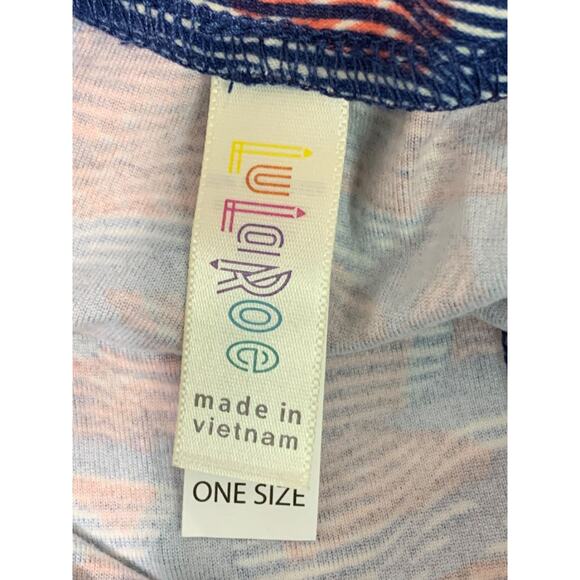 LuLaRoe
made in
vietnam
ONE SIZE